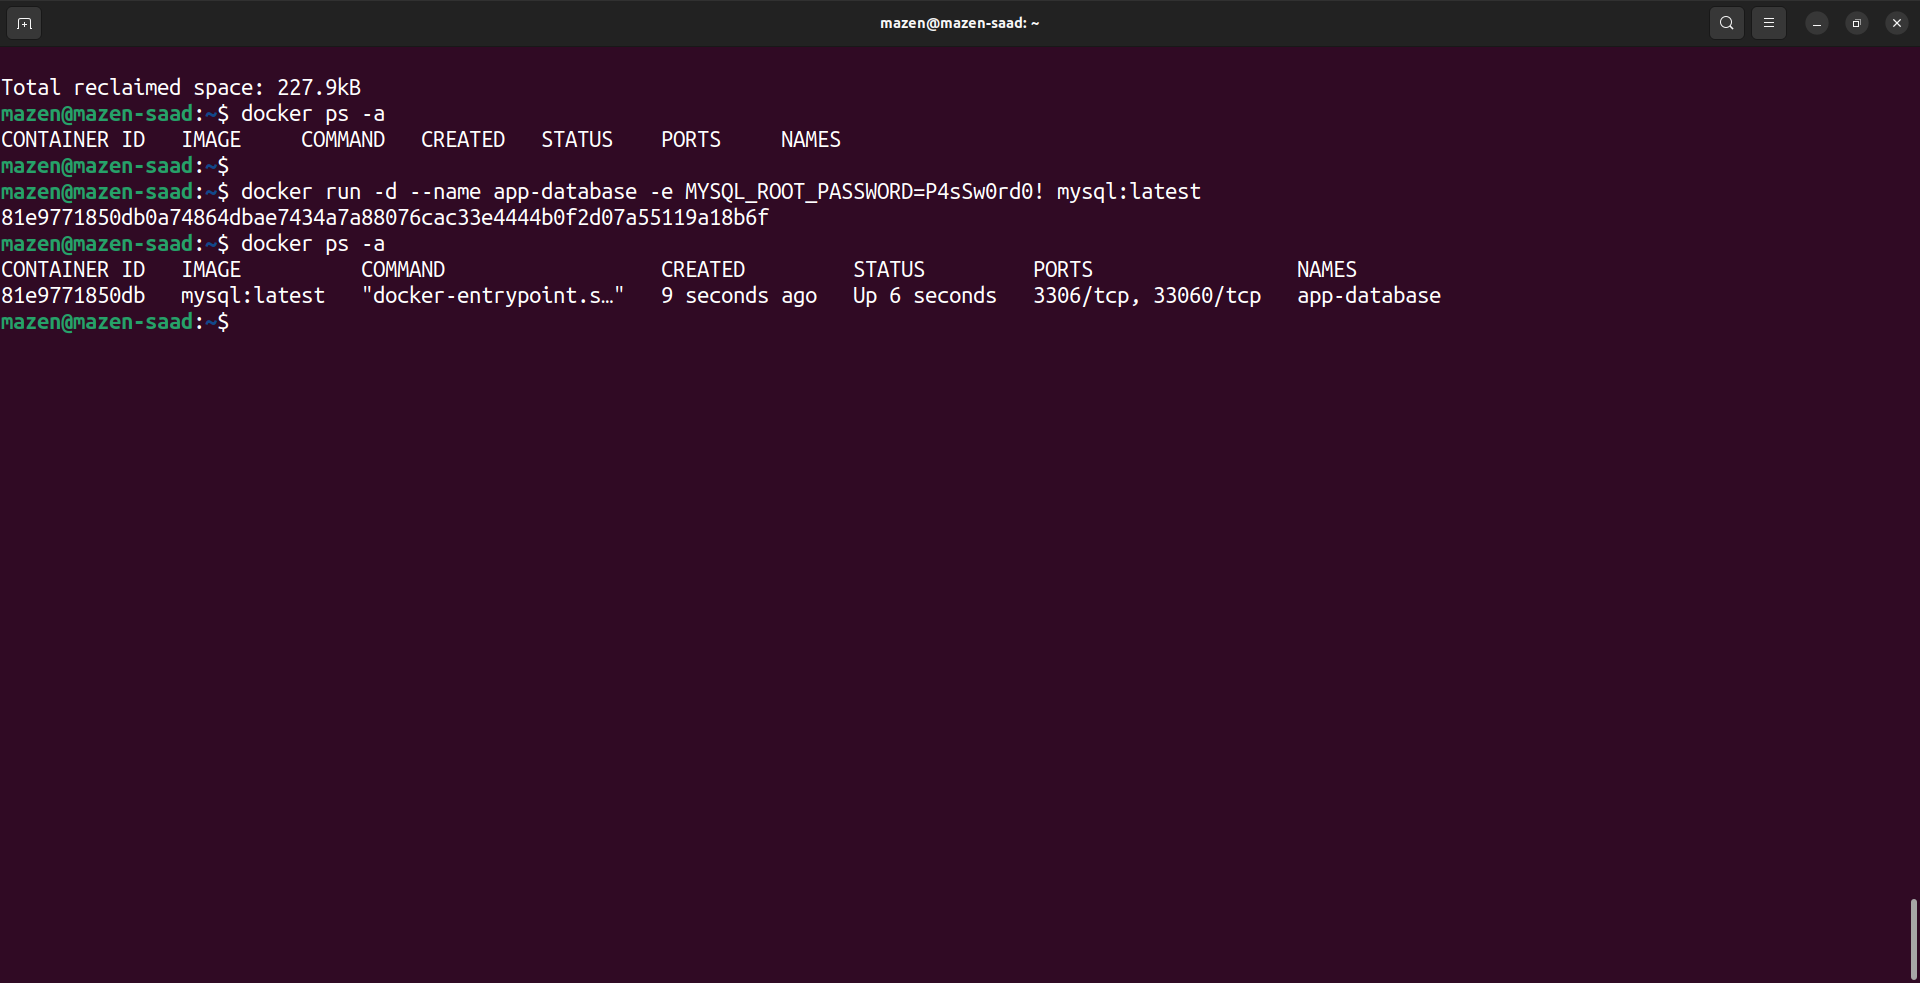 mazen@mazen-saad: ~
Total reclaimed space: 227.9kB
mazen@mazen-saad:~$ docker ps -a
CONTAINER ID   IMAGE     COMMAND   CREATED   STATUS    PORTS     NAMES
mazen@mazen-saad:~$
mazen@mazen-saad:~$ docker run -d --name app-database -e MYSQL_ROOT_PASSWORD=P4sSw0rd0! mysql:latest
81e9771850db0a74864dbae7434a7a88076cac33e4444b0f2d07a55119a18b6f
mazen@mazen-saad:~$ docker ps -a
CONTAINER ID   IMAGE          COMMAND                  CREATED         STATUS         PORTS                 NAMES
81e9771850db   mysql:latest   "docker-entrypoint.s…"   9 seconds ago   Up 6 seconds   3306/tcp, 33060/tcp   app-database
mazen@mazen-saad:~$